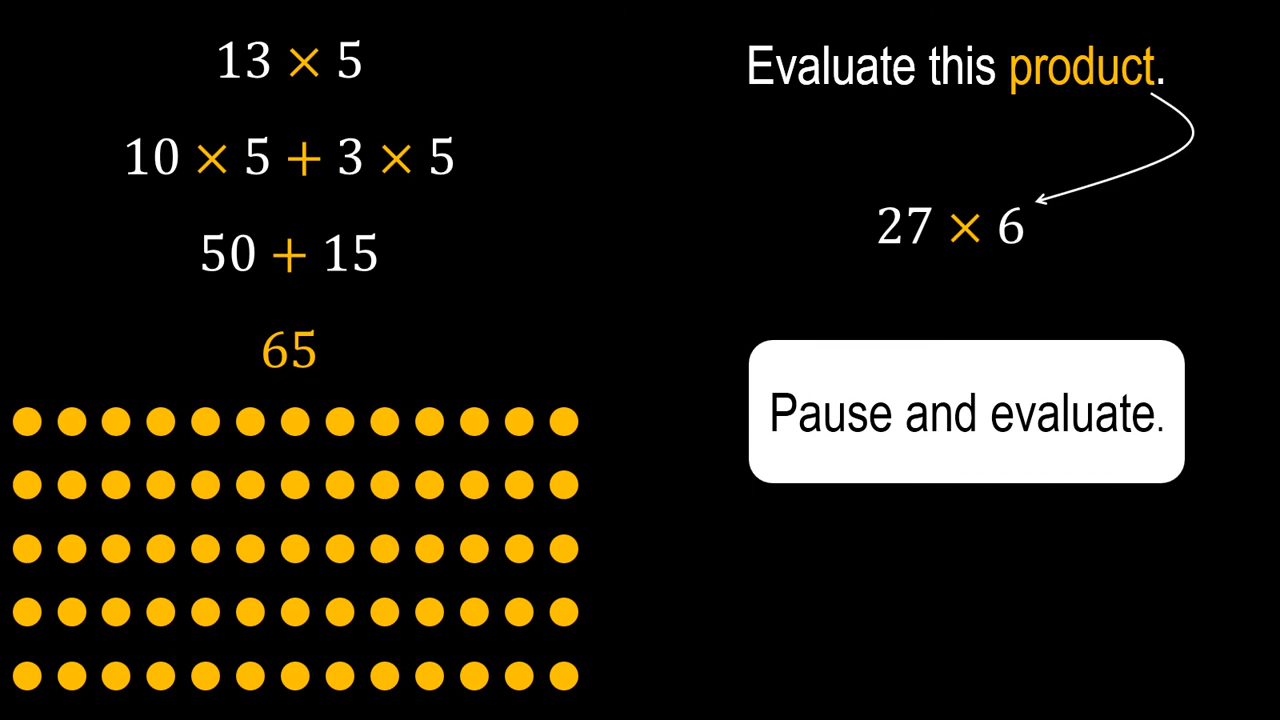 13 × 5
10 × 5 + 3 × 5
50 + 15
65
Evaluate this product.
27 × 6
Pause and evaluate.